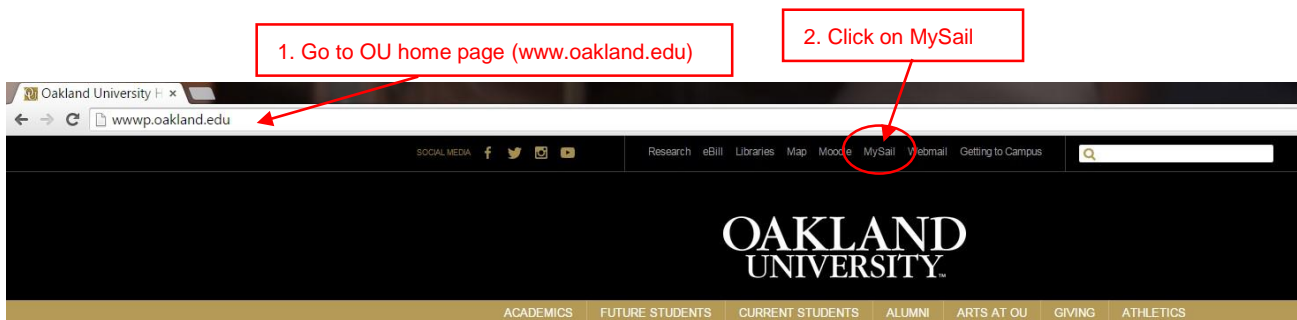 1. Go to OU home page (www.oakland.edu)
2. Click on MySail
Oakland University H
wwwp.oakland.edu
SOCIAL MEDIA
Research eBill Libraries Map Moodle MySail Webmail Getting to Campus
OAKLAND
UNIVERSITY™
ACADEMICS FUTURE STUDENTS CURRENT STUDENTS ALUMNI ARTS AT OU GIVING ATHLETICS